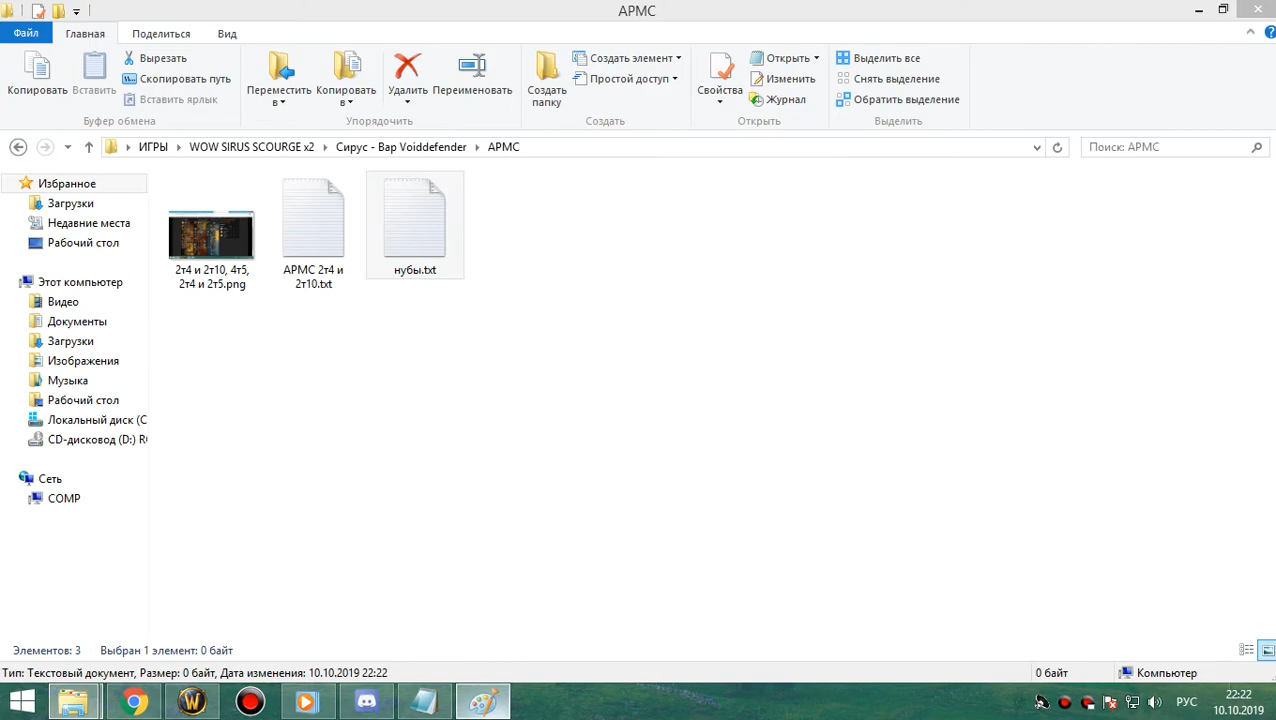 АРМС
Файл
Главная
Поделиться
Вид
Копировать
Вставить
Вырезать
Скопировать путь
Вставить ярлык
Буфер обмена
Переместить в
Копировать в
Удалить
Переименовать
Упорядочить
Создать папку
Создать элемент
Простой доступ
Создать
Свойства
Открыть
Изменить
Журнал
Открыть
Выделить все
Снять выделение
Обратить выделение
Выделить
ИГРЫ
WOW SIRUS SCOURGE x2
Сирус - Вар Voiddefender
АРМС
Поиск: АРМС
Избранное
Загрузки
Недавние места
Рабочий стол
Этот компьютер
Видео
Документы
Загрузки
Изображения
Музыка
Рабочий стол
Локальный диск (C
CD-дисковод (D:) R
Сеть
COMP
2т4 и 2т10, 4т5,
2т4 и 2т5.png
АРМС 2т4 и
2т10.txt
нубы.txt
Элементов: 3
Выбран 1 элемент: 0 байт
Тип: Текстовый документ, Размер: 0 байт, Дата изменения: 10.10.2019 22:22
0 байт
Компьютер
РУС
22:22
10.10.2019